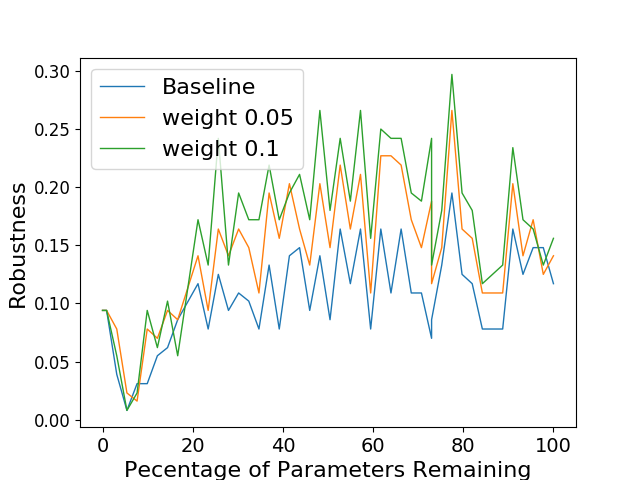 0.30
0.25
0.20
0.15
0.10
0.05
0.00
Robustness
Baseline
weight 0.05
weight 0.1
0 20 40 60 80 100
Pecentage of Parameters Remaining